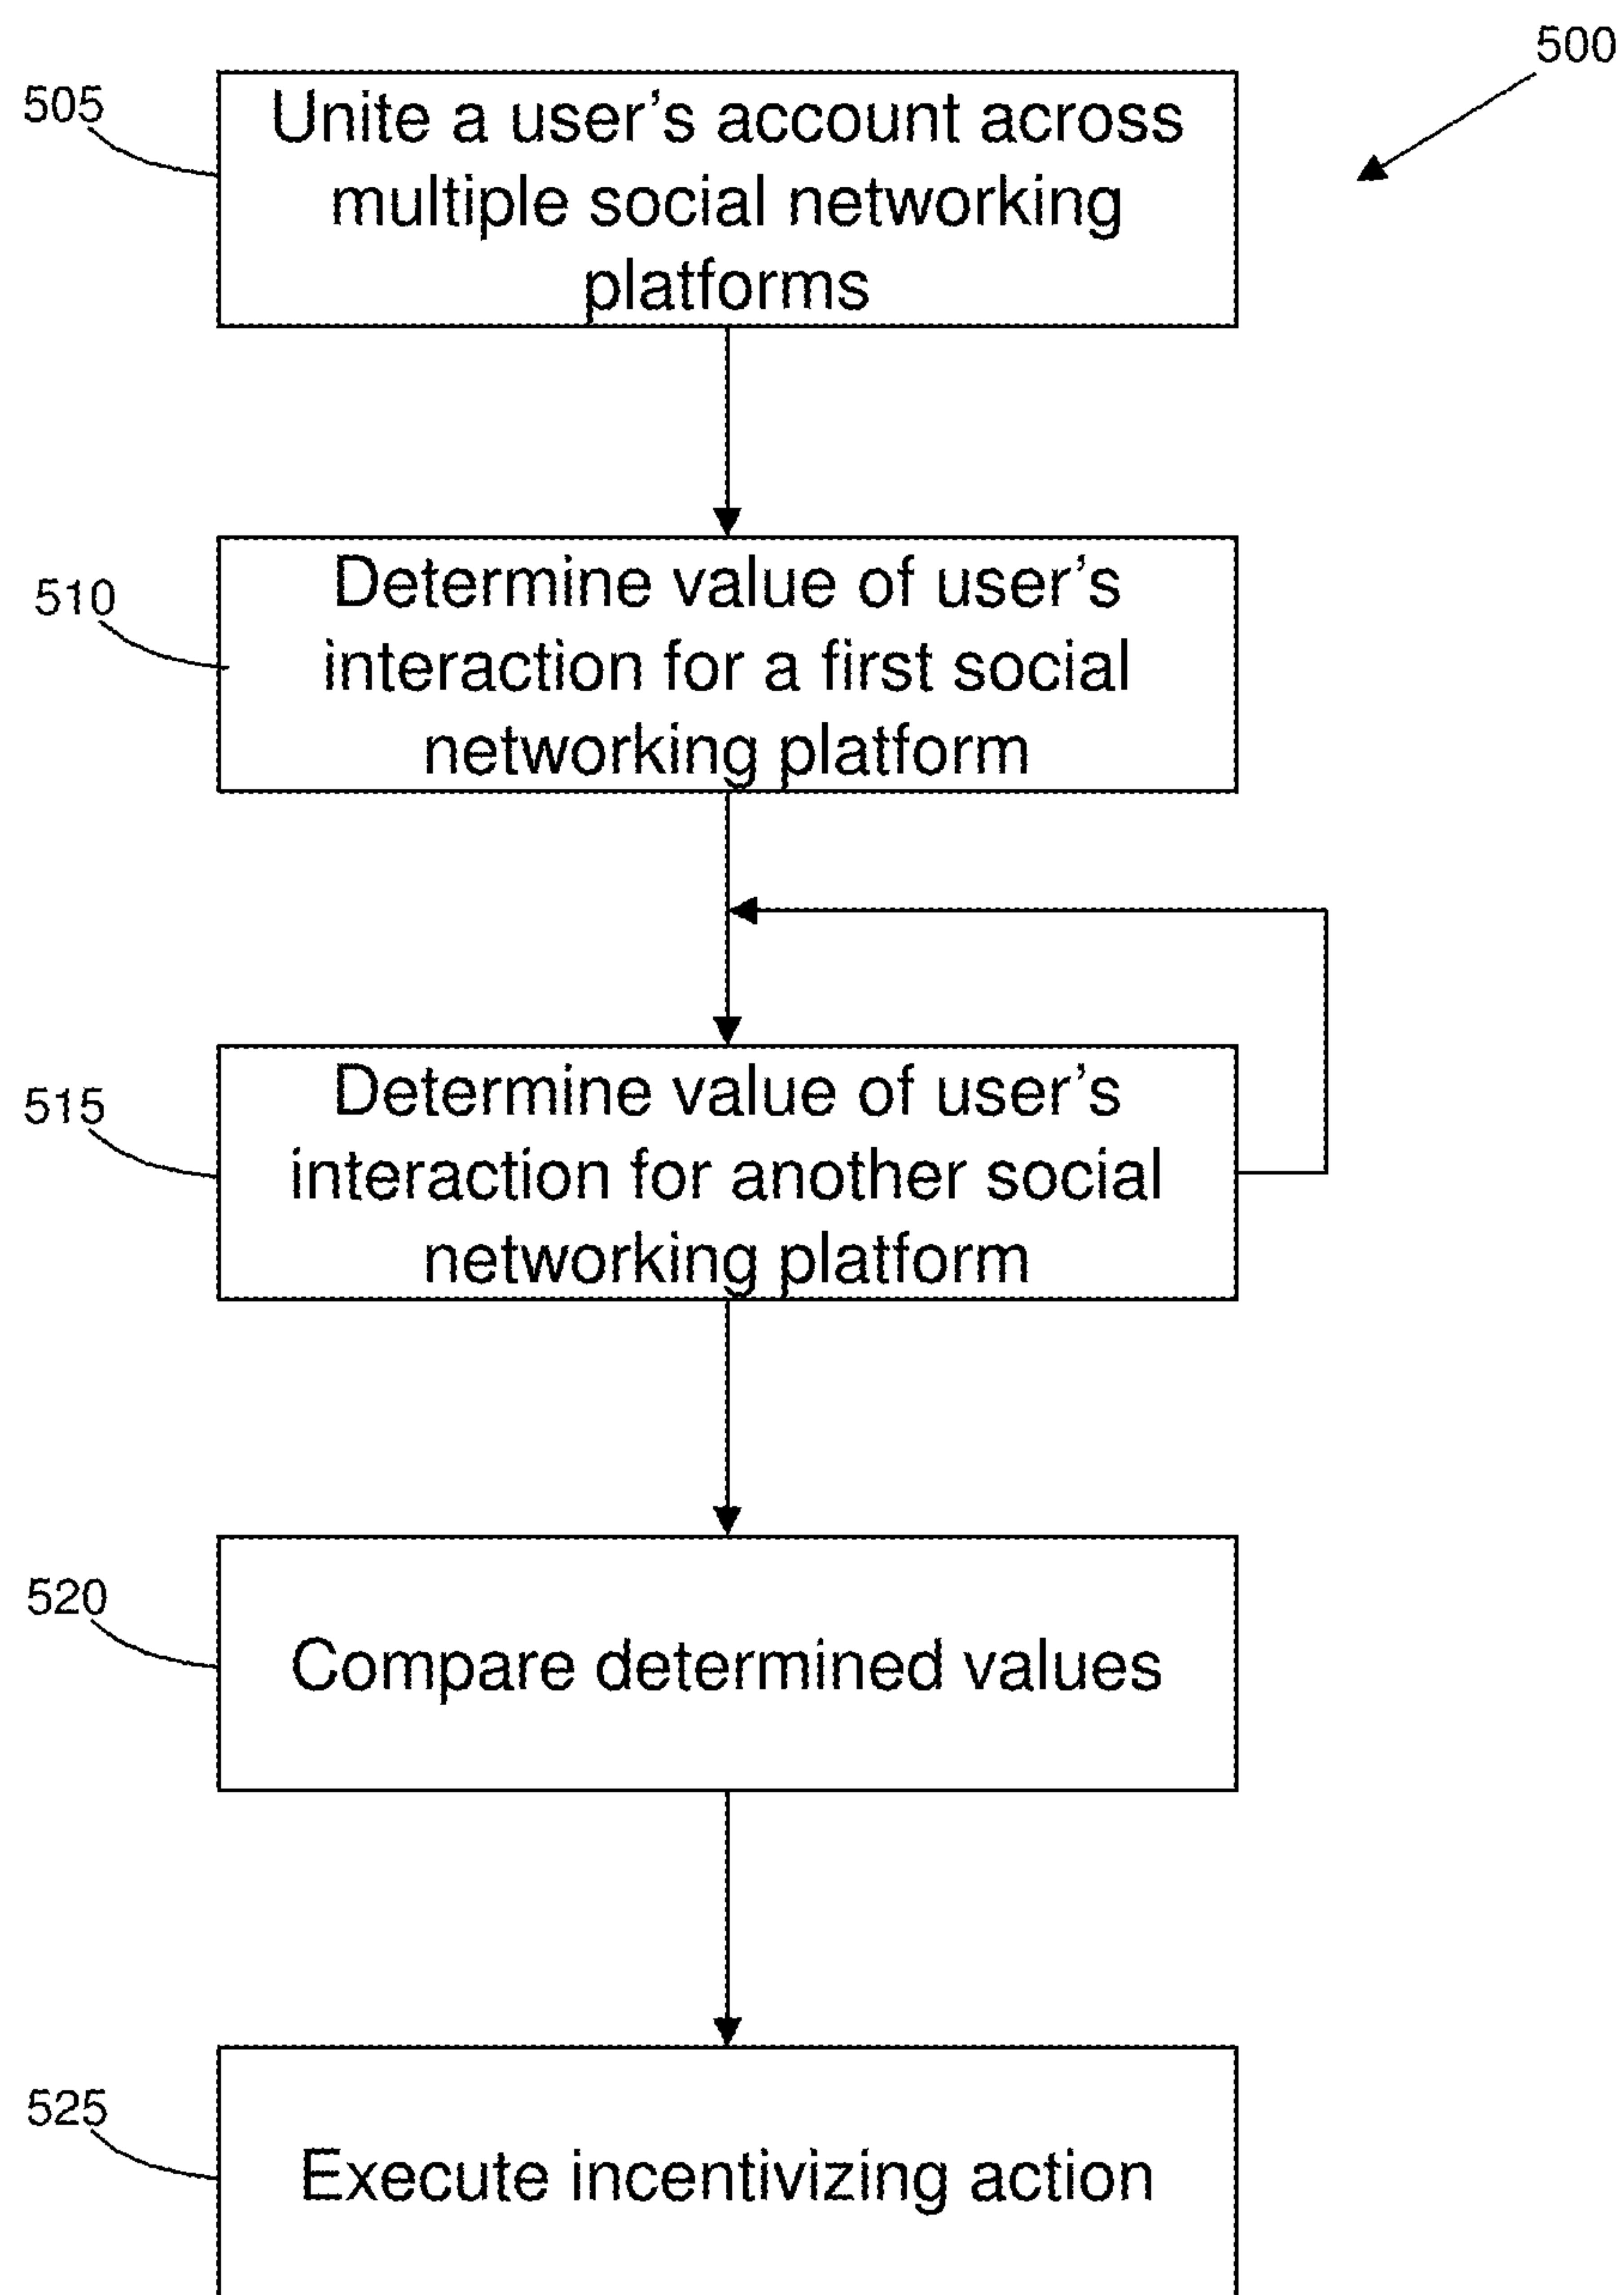 500
505
Unite a user's account across
multiple social networking
platforms
510
Determine value of user's
interaction for a first social
networking platform
515
Determine value of user's
interaction for another social
networking platform
520
Compare determined values
525
Execute incentivizing action